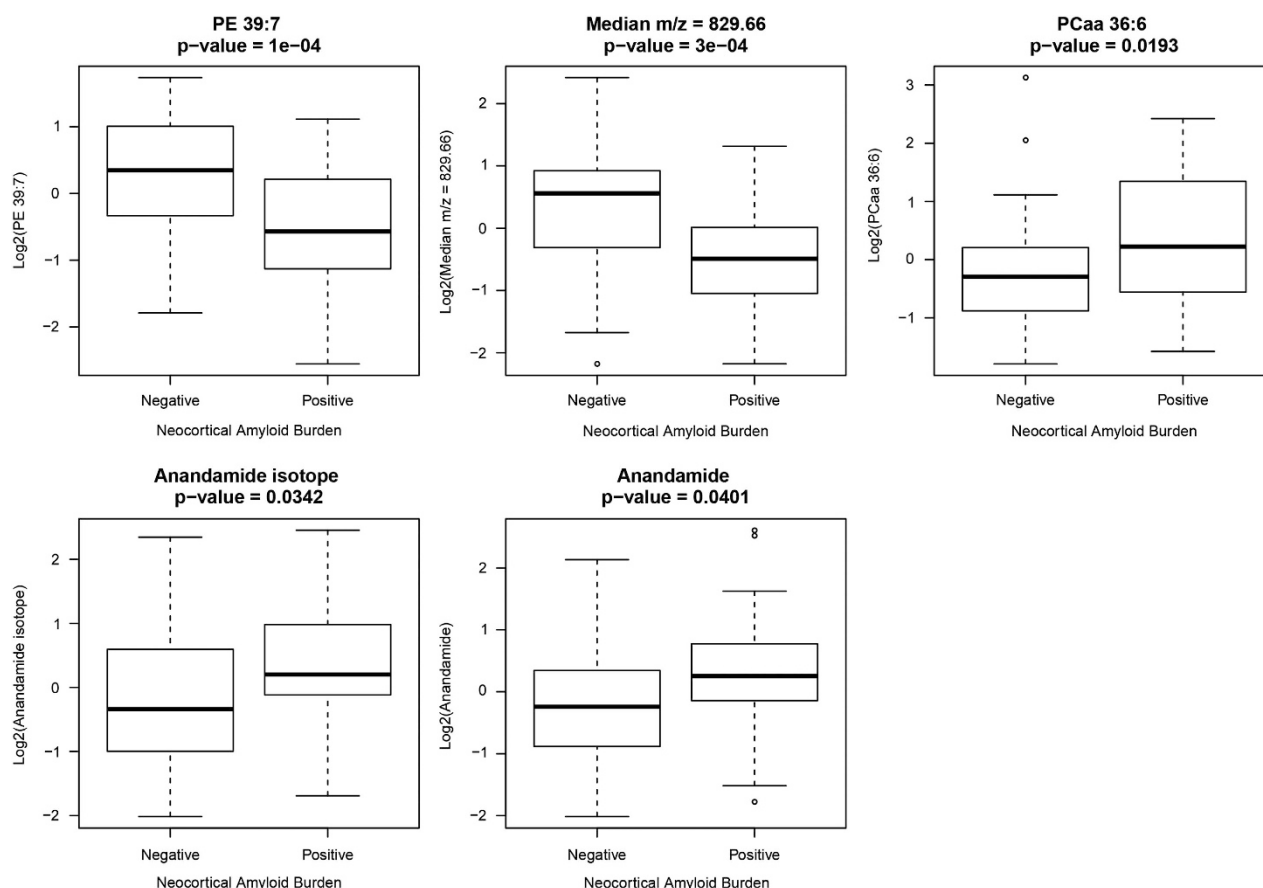 PE 39:7
p−value = 1e−04
Log2(PE 39:7)
1
0
−1
−2
Negative
Positive
Neocortical Amyloid Burden
Median m/z = 829.66
p−value = 3e−04
Log2(Median m/z = 829.66)
2
1
0
−1
−2
Negative
Positive
Neocortical Amyloid Burden
PCaa 36:6
p−value = 0.0193
Log2(PCaa 36:6)
3
2
1
0
−1
Negative
Positive
Neocortical Amyloid Burden
Anandamide isotope
p−value = 0.0342
Log2(Anandamide isotope)
2
1
0
−1
−2
Negative
Positive
Neocortical Amyloid Burden
Anandamide
p−value = 0.0401
Log2(Anandamide)
2
1
0
−1
−2
Negative
Positive
Neocortical Amyloid Burden